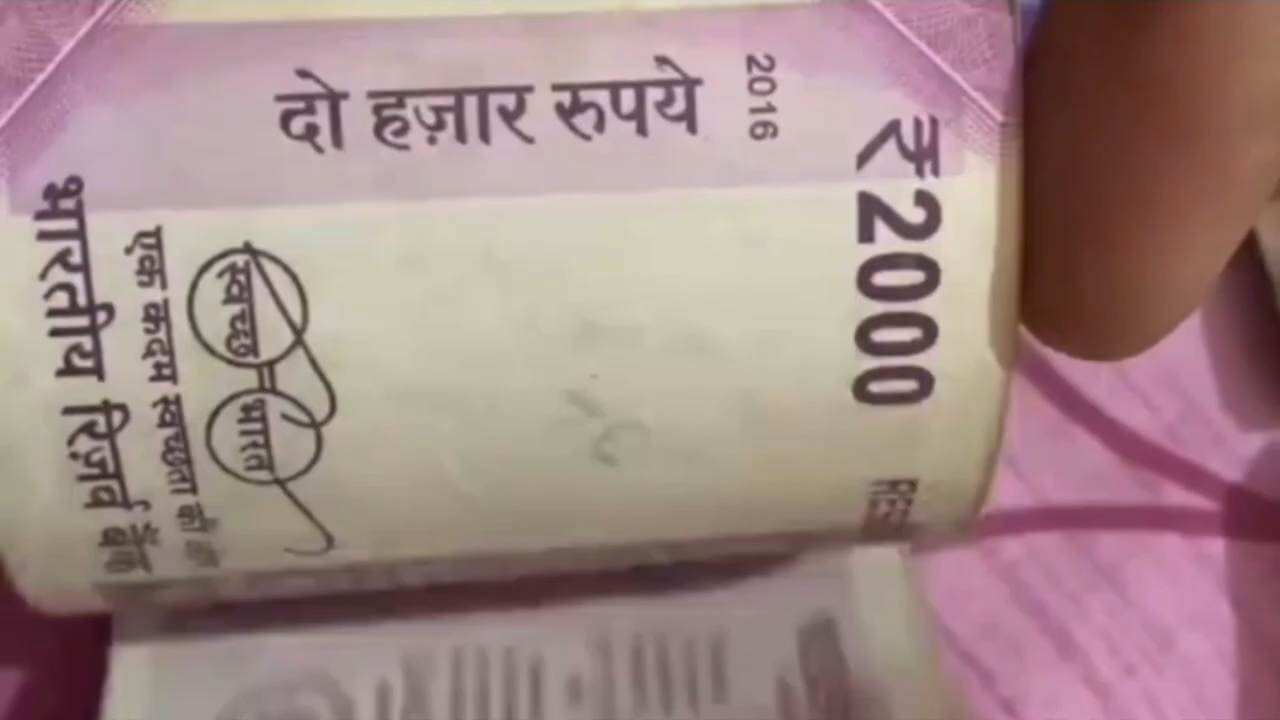 दो हज़ार रुपये
2016
₹2000
स्वच्छ भारत
एक कदम स्वच्छता की ओर
भारतीय रिज़र्व बैंक